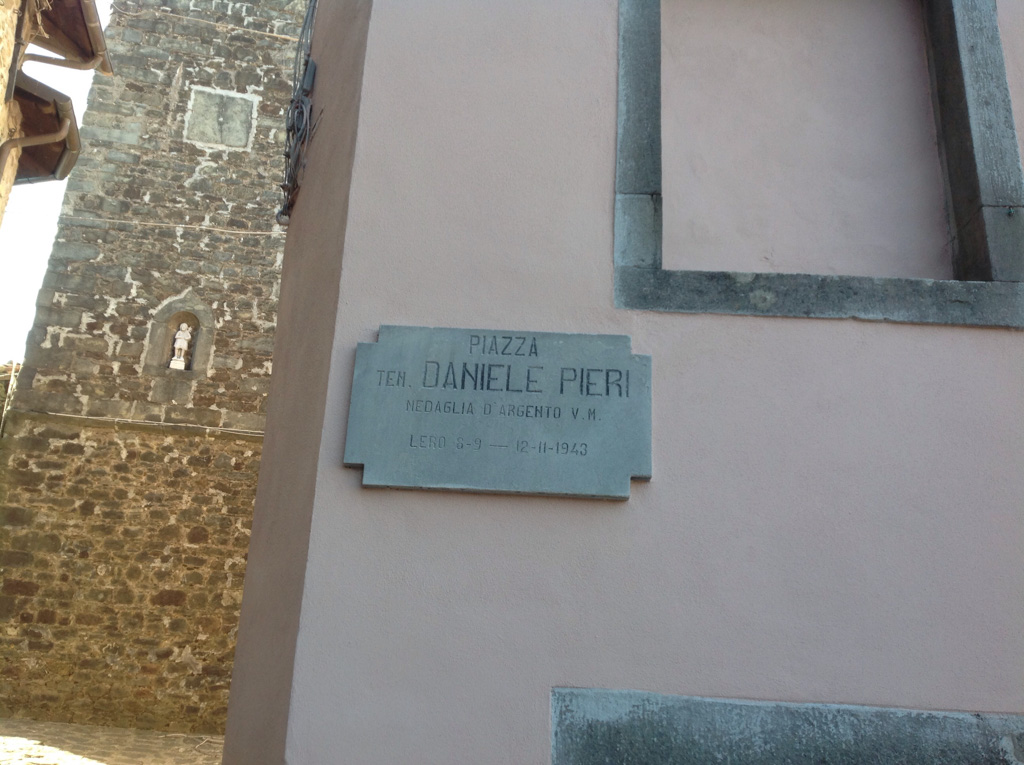 PIAZZA
TEN. DANIELE PIERI
MEDAGLIA D'ARGENTO V.M.
LERO 8-9 — 12-11-1943